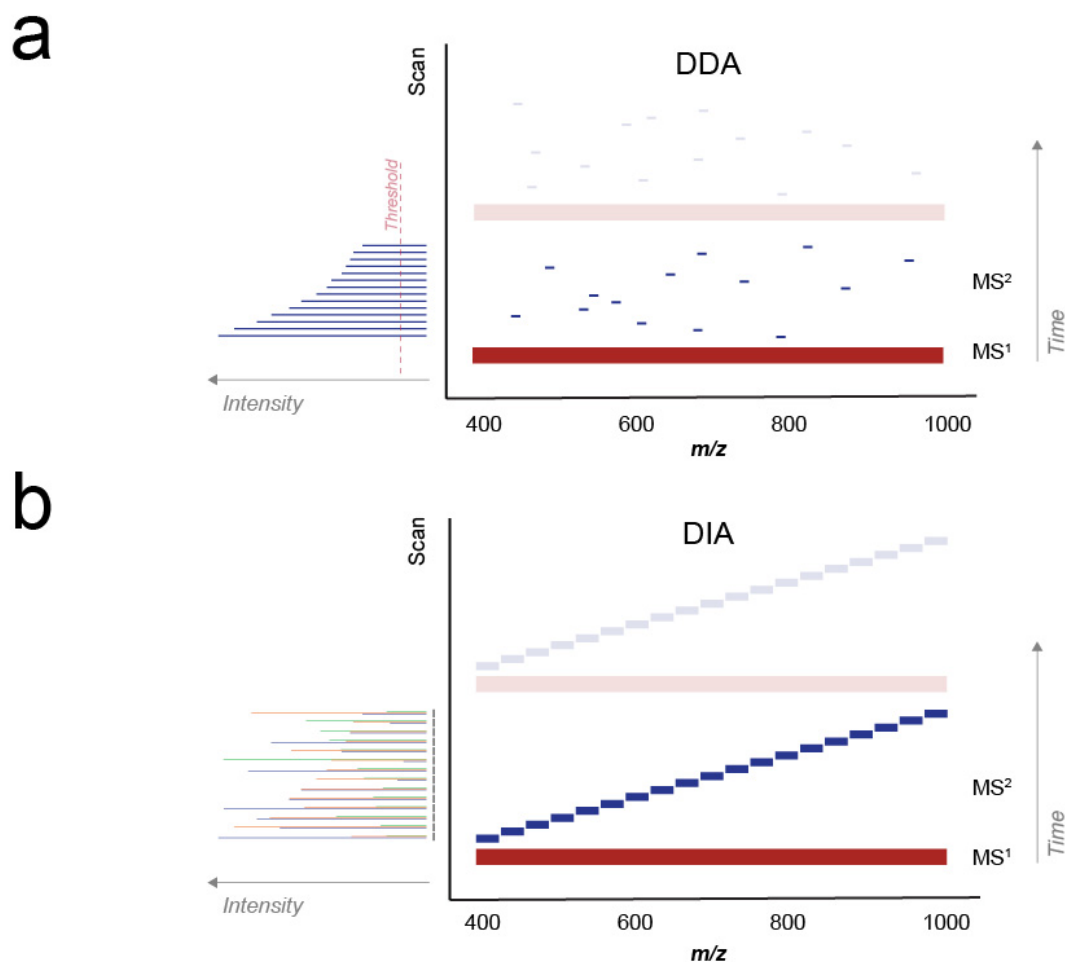 a
Scan
DDA
Threshold
MS²
MS¹
Time
Intensity
400 600 800 1000
m/z
b
Scan
DIA
MS²
MS¹
Time
Intensity
400 600 800 1000
m/z